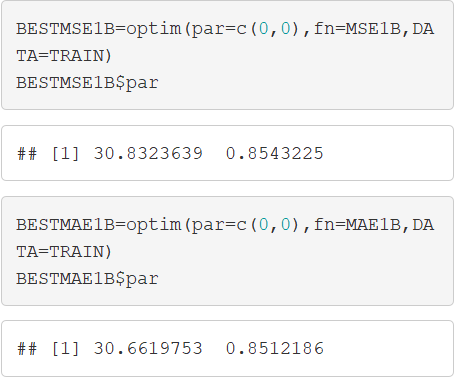 BESTMSE1B=optim(par=c(0,0),fn=MSE1B,DA
TA=TRAIN)
BESTMSE1B$par
## [1] 30.8323639  0.8543225
BESTMAE1B=optim(par=c(0,0),fn=MAE1B,DA
TA=TRAIN)
BESTMAE1B$par
## [1] 30.6619753  0.8512186